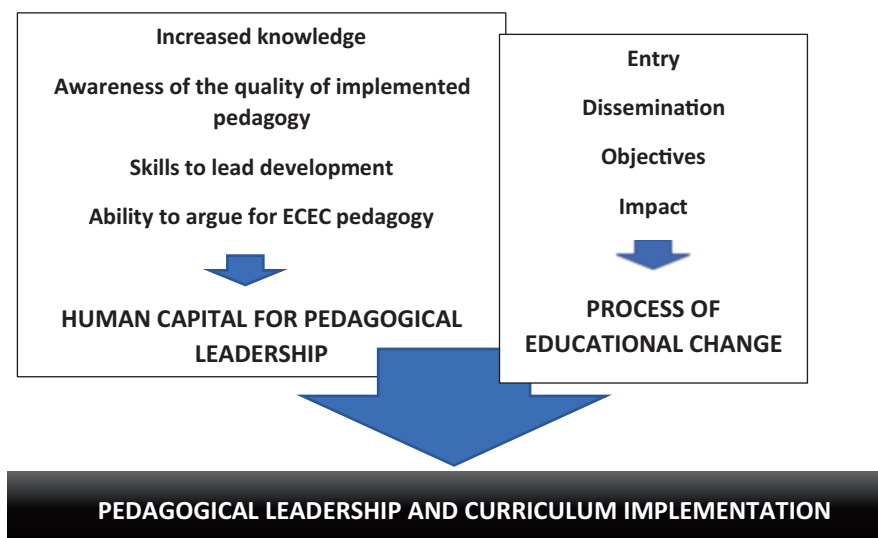 Increased knowledge
Awareness of the quality of implemented
pedagogy
Skills to lead development
Ability to argue for ECEC pedagogy
HUMAN CAPITAL FOR PEDAGOGICAL
LEADERSHIP
Entry
Dissemination
Objectives
Impact
PROCESS OF
EDUCATIONAL CHANGE
PEDAGOGICAL LEADERSHIP AND CURRICULUM IMPLEMENTATION